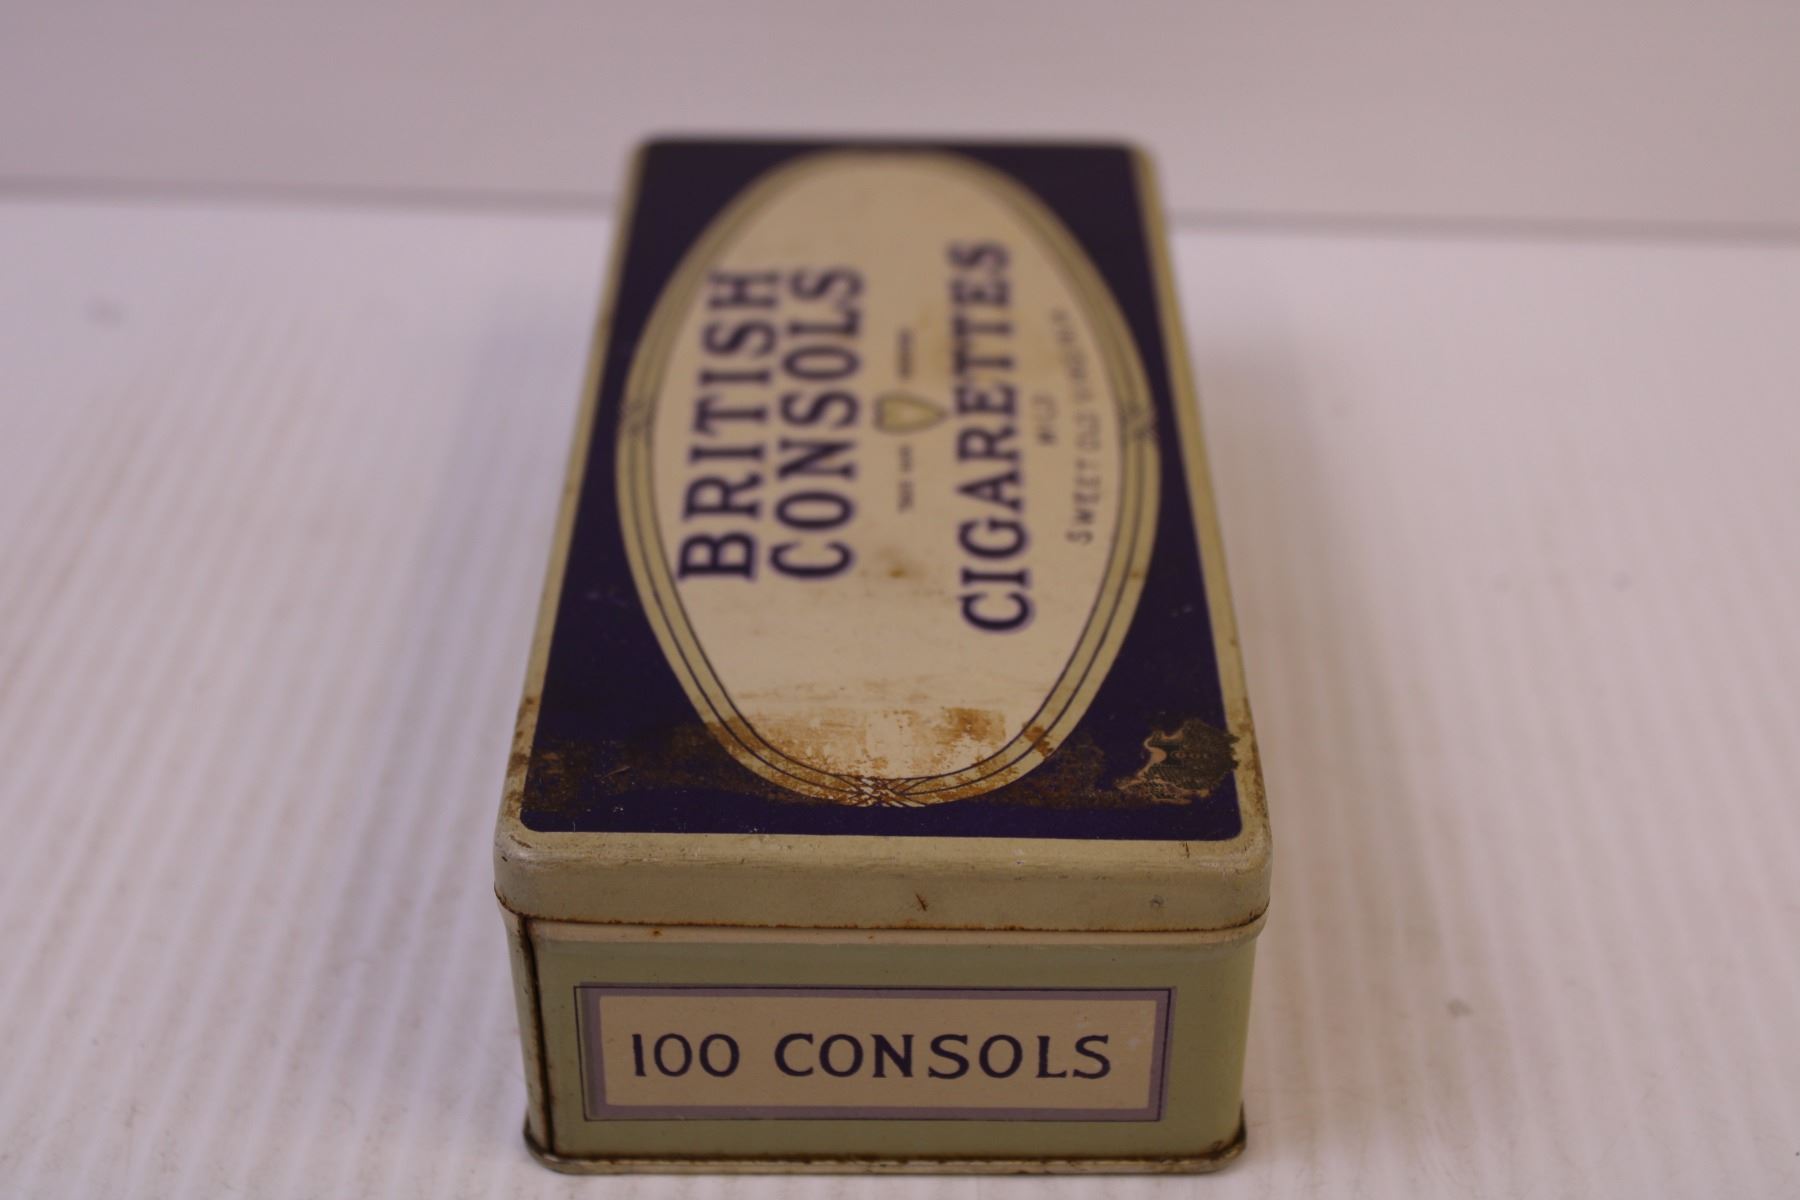 BRITISH
CONSOLS
CIGARETTES
MILD
SWEET OLD VIRGINIA
100 CONSOLS